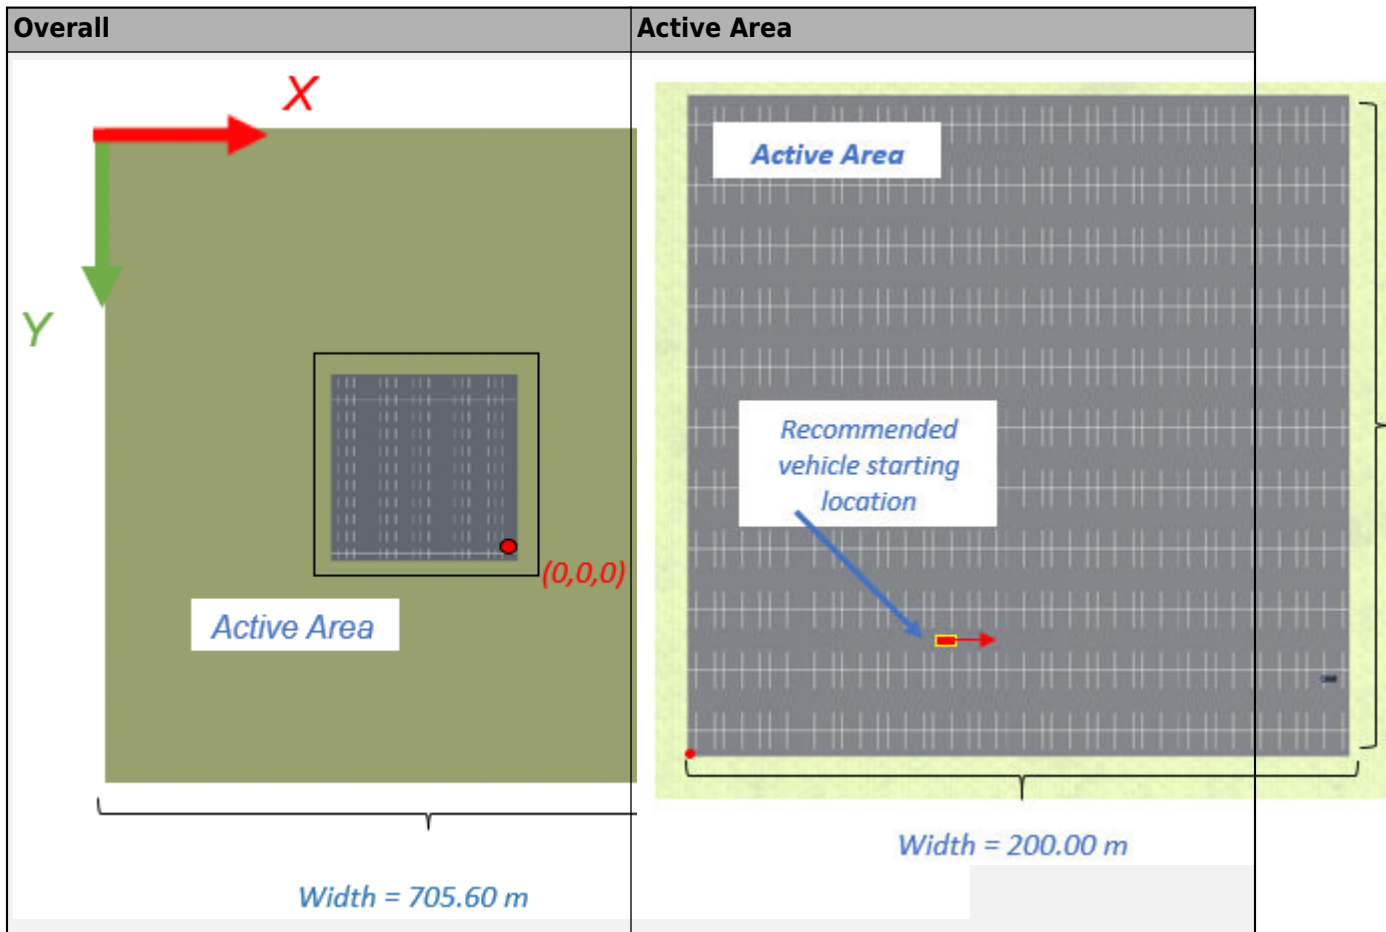 Overall
Active Area
X
Y
(0,0,0)
Active Area
Width = 705.60 m
Active Area
Recommended
vehicle starting
location
Width = 200.00 m